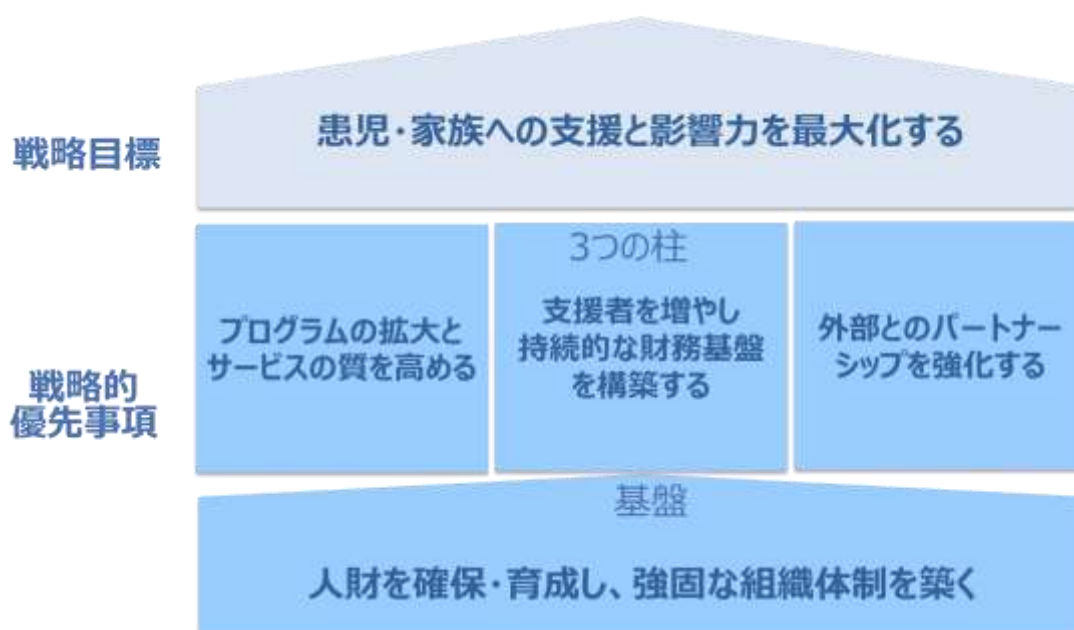 戦略目標
患児・家族への支援と影響力を最大化する
戦略的
優先事項
3つの柱
プログラムの拡大と
サービスの質を高める
支援者を増やし
持続的な財務基盤
を構築する
外部とのパートナー
シップを強化する
基盤
人財を確保・育成し、強固な組織体制を築く